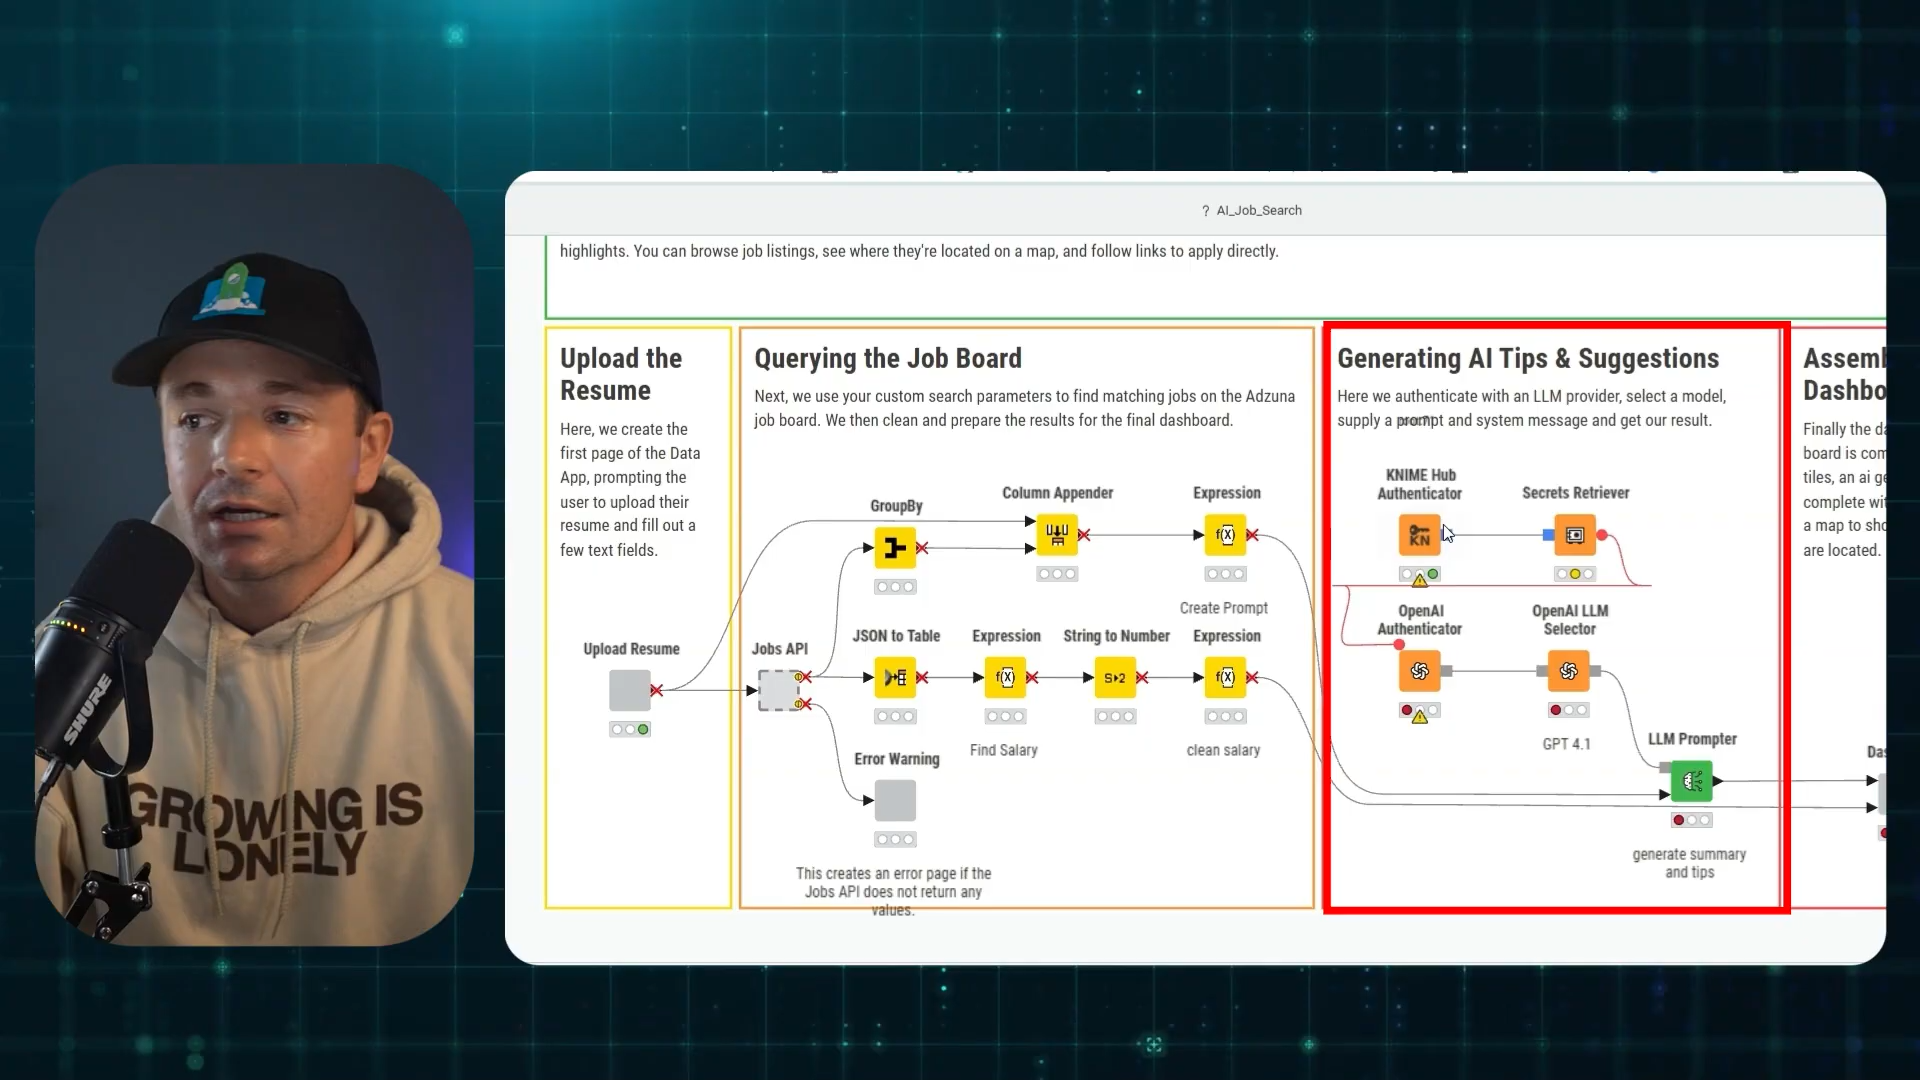 ? AI_Job_Search
highlights. You can browse job listings, see where they're located on a map, and follow links to apply directly.
Upload the
Resume
Here, we create the
first page of the Data
App, prompting the
user to upload their
resume and fill out a
few text fields.
Upload Resume
Querying the Job Board
Next, we use your custom search parameters to find matching jobs on the Adzuna
job board. We then clean and prepare the results for the final dashboard.
GroupBy
Column Appender
Expression
f(x)
Create Prompt
Jobs API
JSON to Table
Expression
String to Number
Expression
f(x)
S▸2
f(x)
Find Salary
clean salary
Error Warning
This creates an error page if the
Jobs API does not return any
values.
Generating AI Tips & Suggestions
Here we authenticate with an LLM provider, select a model,
supply a prompt and system message and get our result.
KNIME Hub
Authenticator
Secrets Retriever
KN
OpenAI
Authenticator
OpenAI LLM
Selector
GPT 4.1
LLM Prompter
generate summary
and tips
Assemb
Dashbo
Finally the da
board is com
tiles, an ai ge
complete wit
a map to sho
are located.
Das
SHURE
GROWING IS
LONELY